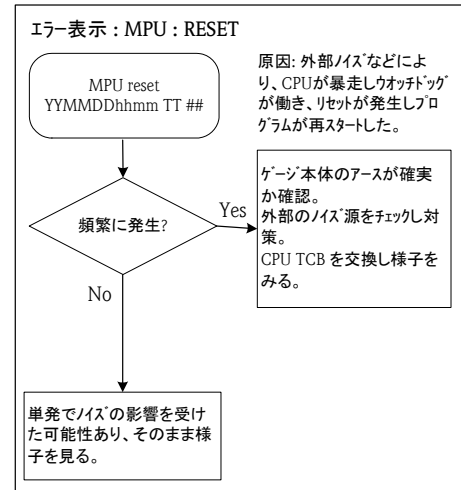 ｴﾗｰ表示 : MPU : RESET
MPU reset
YYMMDDhhmm TT ##
原因: 外部ﾉｲｽﾞなどによ
り、CPUが暴走しｳｵｯﾁﾄﾞｯｸﾞ
が働き、ﾘｾｯﾄが発生しﾌﾟﾛ
ｸﾞﾗﾑが再ｽﾀｰﾄした。
頻繁に発生?
Yes
ｹﾞｰｼﾞ本体のｱｰｽが確実
か確認。
外部のﾉｲｽﾞ源をﾁｪｯｸし対
策。
CPU TCB を交換し様子を
みる。
No
単発でﾉｲｽﾞの影響を受け
た可能性あり、そのまま様
子を見る。